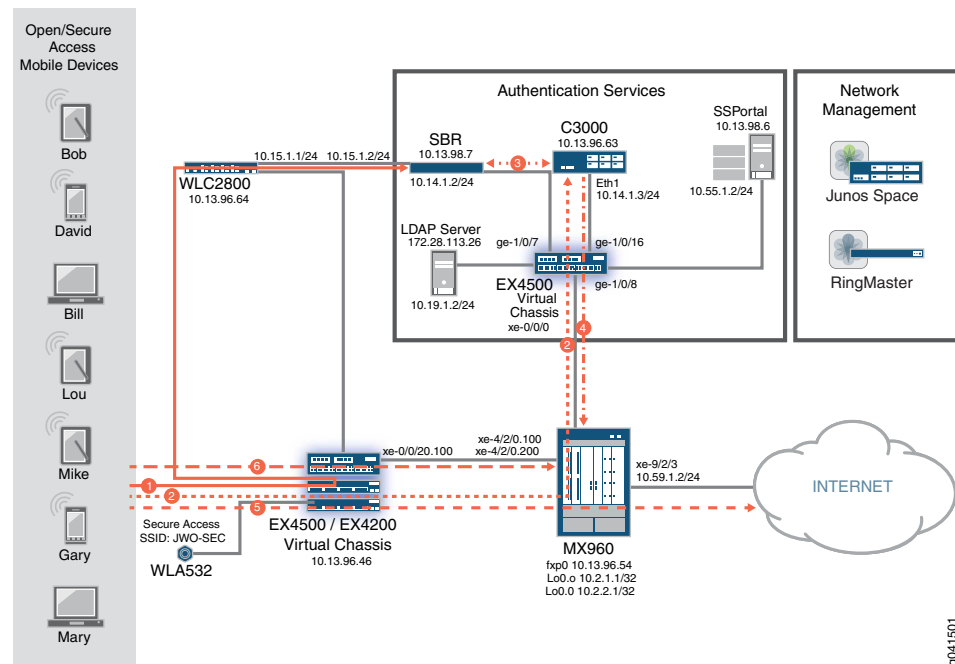 Open/Secure
Access
Mobile Devices
Bob
David
Bill
Lou
Mike
Gary
Mary
Authentication Services
SBR
10.13.98.7
10.14.1.2/24
C3000
10.13.96.63
Eth1
10.14.1.3/24
SSPortal
10.13.98.6
10.55.1.2/24
3
10.15.1.1/24
10.15.1.2/24
WLC2800
10.13.96.64
LDAP Server
172.28.113.26
10.19.1.2/24
ge-1/0/7
ge-1/0/16
ge-1/0/8
EX4500
Virtual
Chassis
xe-0/0/0
2
4
Network
Management
Junos Space
RingMaster
xe-0/0/20.100
xe-4/2/0.100
xe-4/2/0.200
xe-9/2/3
10.59.1.2/24
INTERNET
6
1
2
5
Secure Access
SSID: JWO-SEC
WLA532
EX4500 / EX4200
Virtual Chassis
10.13.96.46
MX960
fxp0 10.13.96.54
Lo0.o 10.2.1.1/32
Lo0.0 10.2.2.1/32
g041501